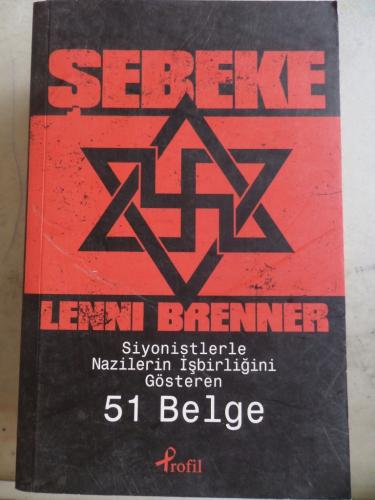 ŞEBEKE
LENNI BRENNER
Siyonistlerle
Nazilerin İşbirliğini
Gösteren
51 Belge
Profil